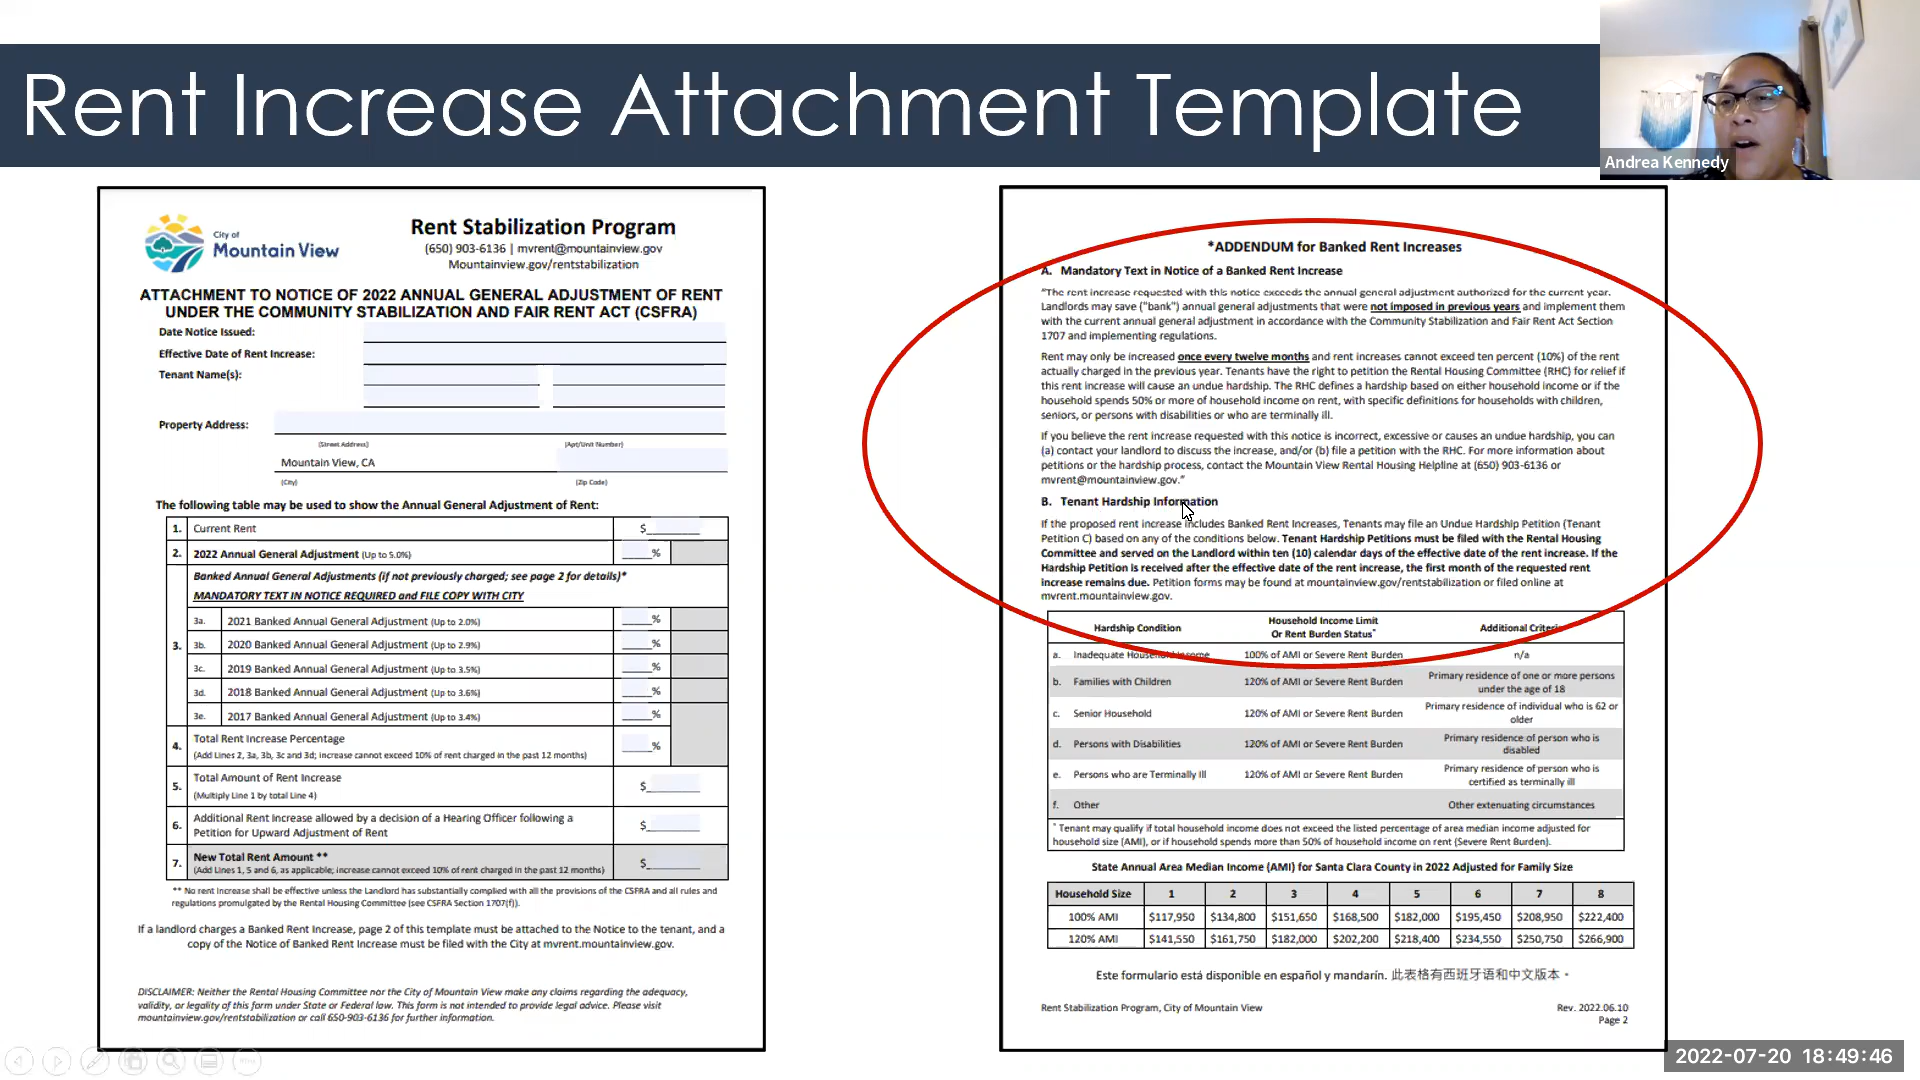 Rent Increase Attachment Template
Andrea Kennedy
City of
Mountain View
Rent Stabilization Program
(650) 903-6136 | mvrent@mountainview.gov
Mountainview.gov/rentstabilization
ATTACHMENT TO NOTICE OF 2022 ANNUAL GENERAL ADJUSTMENT OF RENT
UNDER THE COMMUNITY STABILIZATION AND FAIR RENT ACT (CSFRA)
Date Notice Issued:
Effective Date of Rent Increase:
Tenant Name(s):
Property Address:
(Street Address) (Apt/Unit Number)
Mountain View, CA
(City) (Zip Code)
The following table may be used to show the Annual General Adjustment of Rent:
1. Current Rent $
2. 2022 Annual General Adjustment (Up to 5.0%) %
Banked Annual General Adjustments (if not previously charged; see page 2 for details)*
MANDATORY TEXT IN NOTICE REQUIRED and FILE COPY WITH CITY
3a. 2021 Banked Annual General Adjustment (Up to 2.0%) %
3. 3b. 2020 Banked Annual General Adjustment (Up to 2.9%) %
3c. 2019 Banked Annual General Adjustment (Up to 3.5%) %
3d. 2018 Banked Annual General Adjustment (Up to 3.6%) %
3e. 2017 Banked Annual General Adjustment (Up to 3.4%) %
4. Total Rent Increase Percentage %
(Add Lines 2, 3a, 3b, 3c and 3d; increase cannot exceed 10% of rent charged in the past 12 months)
5. Total Amount of Rent Increase $
(Multiply Line 1 by total Line 4)
6. Additional Rent Increase allowed by a decision of a Hearing Officer following a $
Petition for Upward Adjustment of Rent
7. New Total Rent Amount ** $
(Add Lines 1, 5 and 6, as applicable; increase cannot exceed 10% of rent charged in the past 12 months)
** No rent increase shall be effective unless the Landlord has substantially complied with all the provisions of the CSFRA and all rules and
regulations promulgated by the Rental Housing Committee (see CSFRA Section 1707(f)).
If a landlord charges a Banked Rent Increase, page 2 of this template must be attached to the Notice to the tenant, and a
copy of the Notice of Banked Rent Increase must be filed with the City at mvrent.mountainview.gov.
DISCLAIMER: Neither the Rental Housing Committee nor the City of Mountain View make any claims regarding the adequacy,
validity, or legality of this form under State or Federal law. This form is not intended to provide legal advice. Please visit
mountainview.gov/rentstabilization or call 650-903-6136 for further information.
*ADDENDUM for Banked Rent Increases
A. Mandatory Text in Notice of a Banked Rent Increase
"The rent increase requested with this notice exceeds the annual general adjustment authorized for the current year.
Landlords may save ("bank") annual general adjustments that were not imposed in previous years and implement them
with the current annual general adjustment in accordance with the Community Stabilization and Fair Rent Act Section
1707 and implementing regulations.
Rent may only be increased once every twelve months and rent increases cannot exceed ten percent (10%) of the rent
actually charged in the previous year. Tenants have the right to petition the Rental Housing Committee (RHC) for relief if
this rent increase will cause an undue hardship. The RHC defines a hardship based on either household income or if the
household spends 50% or more of household income on rent, with specific definitions for households with children,
seniors, or persons with disabilities or who are terminally ill.
If you believe the rent increase requested with this notice is incorrect, excessive or causes an undue hardship, you can
(a) contact your landlord to discuss the increase, and/or (b) file a petition with the RHC. For more information about
petitions or the hardship process, contact the Mountain View Rental Housing Helpline at (650) 903-6136 or
mvrent@mountainview.gov."
B. Tenant Hardship Information
If the proposed rent increase includes Banked Rent Increases, Tenants may file an Undue Hardship Petition (Tenant
Petition C) based on any of the conditions below. Tenant Hardship Petitions must be filed with the Rental Housing
Committee and served on the Landlord within ten (10) calendar days of the effective date of the rent increase. If the
Hardship Petition is received after the effective date of the rent increase, the first month of the requested rent
increase remains due. Petition forms may be found at mountainview.gov/rentstabilization or filed online at
mvrent.mountainview.gov.
Hardship Condition Household Income Limit Or Rent Burden Status* Additional Criteria
a. Inadequate Household Income 100% of AMI or Severe Rent Burden n/a
b. Families with Children 120% of AMI or Severe Rent Burden Primary residence of one or more persons under the age of 18
c. Senior Household 120% of AMI or Severe Rent Burden Primary residence of individual who is 62 or older
d. Persons with Disabilities 120% of AMI or Severe Rent Burden Primary residence of person who is disabled
e. Persons who are Terminally Ill 120% of AMI or Severe Rent Burden Primary residence of person who is certified as terminally ill
f. Other Other extenuating circumstances
* Tenant may qualify if total household income does not exceed the listed percentage of area median income adjusted for
household size (AMI), or if household spends more than 50% of household income on rent (Severe Rent Burden).
State Annual Area Median Income (AMI) for Santa Clara County in 2022 Adjusted for Family Size
Household Size 1 2 3 4 5 6 7 8
100% AMI $117,950 $134,800 $151,650 $168,500 $182,000 $195,450 $208,950 $222,400
120% AMI $141,550 $161,750 $182,000 $202,200 $218,400 $234,550 $250,750 $266,900
Este formulario está disponible en español y mandarín. 此表格有西班牙语和中文版本。
Rent Stabilization Program, City of Mountain View Rev. 2022.06.10
Page 2
2022-07-20 18:49:46